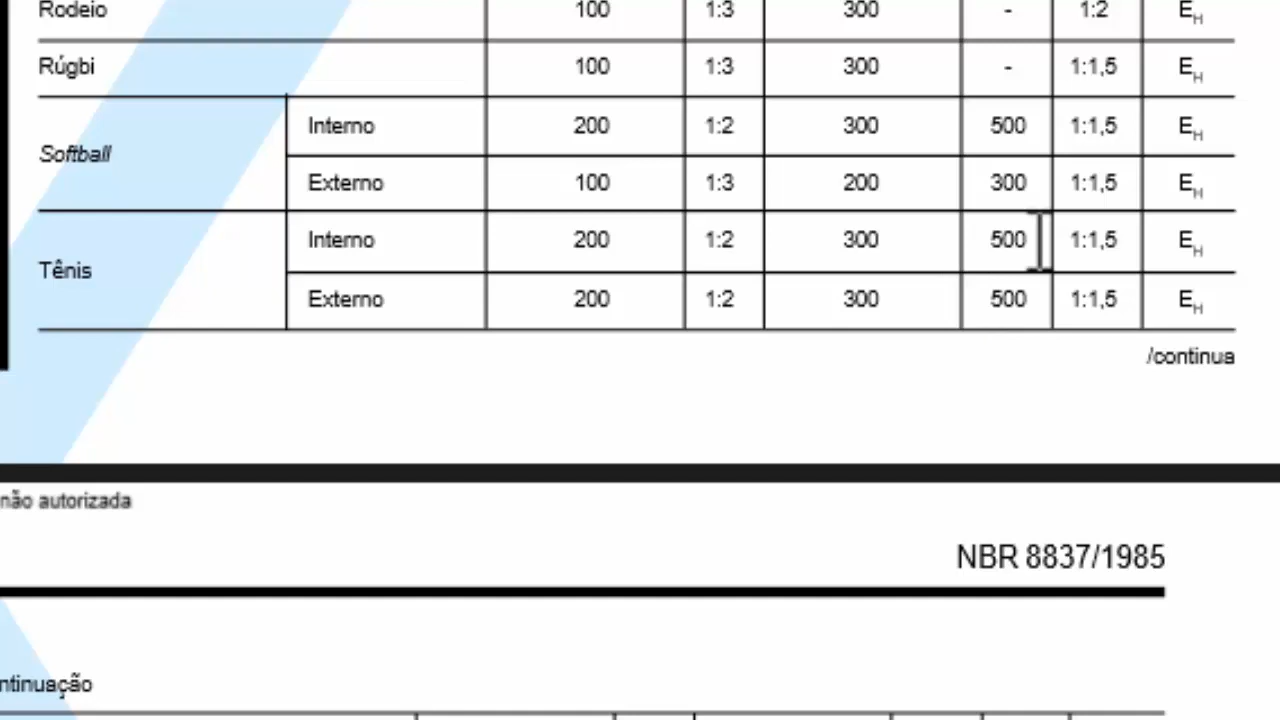 Rodeio 100 1:3 300 - 1:2 EH
Rúgbi 100 1:3 300 - 1:1,5 EH
Softball Interno 200 1:2 300 500 1:1,5 EH
Externo 100 1:3 200 300 1:1,5 EH
Tênis Interno 200 1:2 300 500 1:1,5 EH
Externo 200 1:2 300 500 1:1,5 EH
/continua
não autorizada
NBR 8837/1985
ntinuação